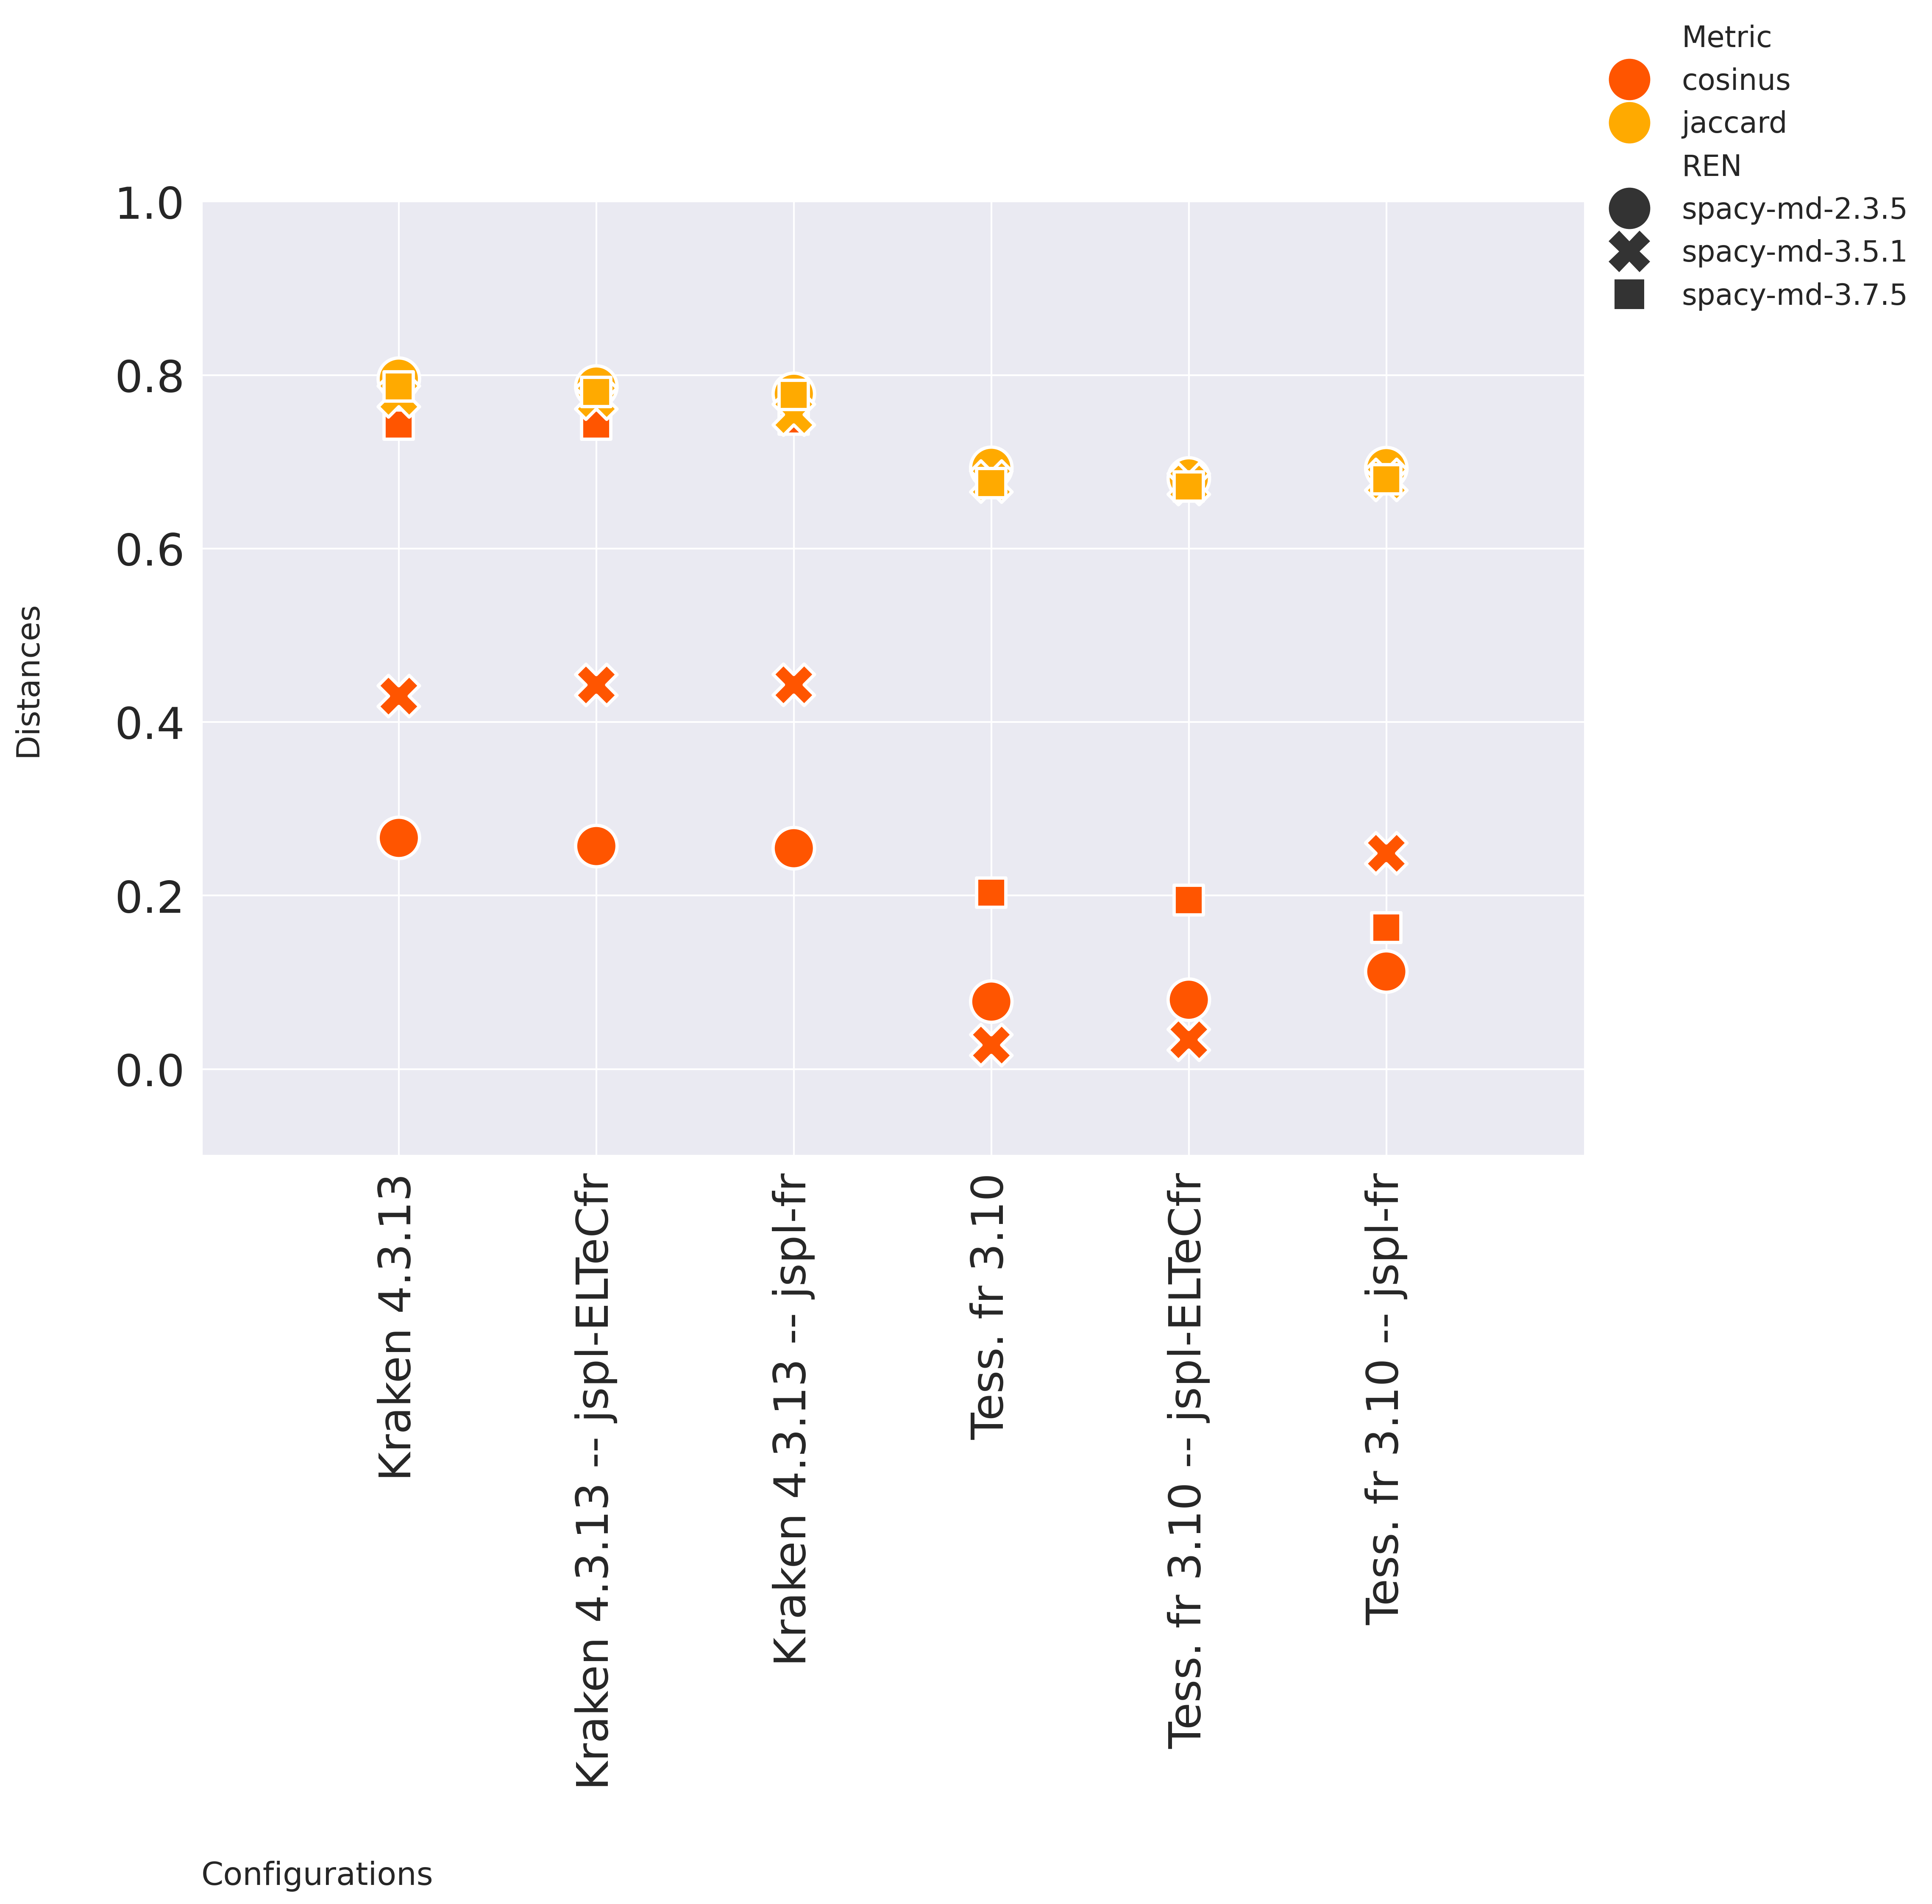 Metric
cosinus
jaccard
REN
spacy-md-2.3.5
spacy-md-3.5.1
spacy-md-3.7.5
1.0
0.8
0.6
0.4
0.2
0.0
Distances
Kraken 4.3.13
Kraken 4.3.13 -- jspl-ELTeCfr
Kraken 4.3.13 -- jspl-fr
Tess. fr 3.10
Tess. fr 3.10 -- jspl-ELTeCfr
Tess. fr 3.10 -- jspl-fr
Configurations